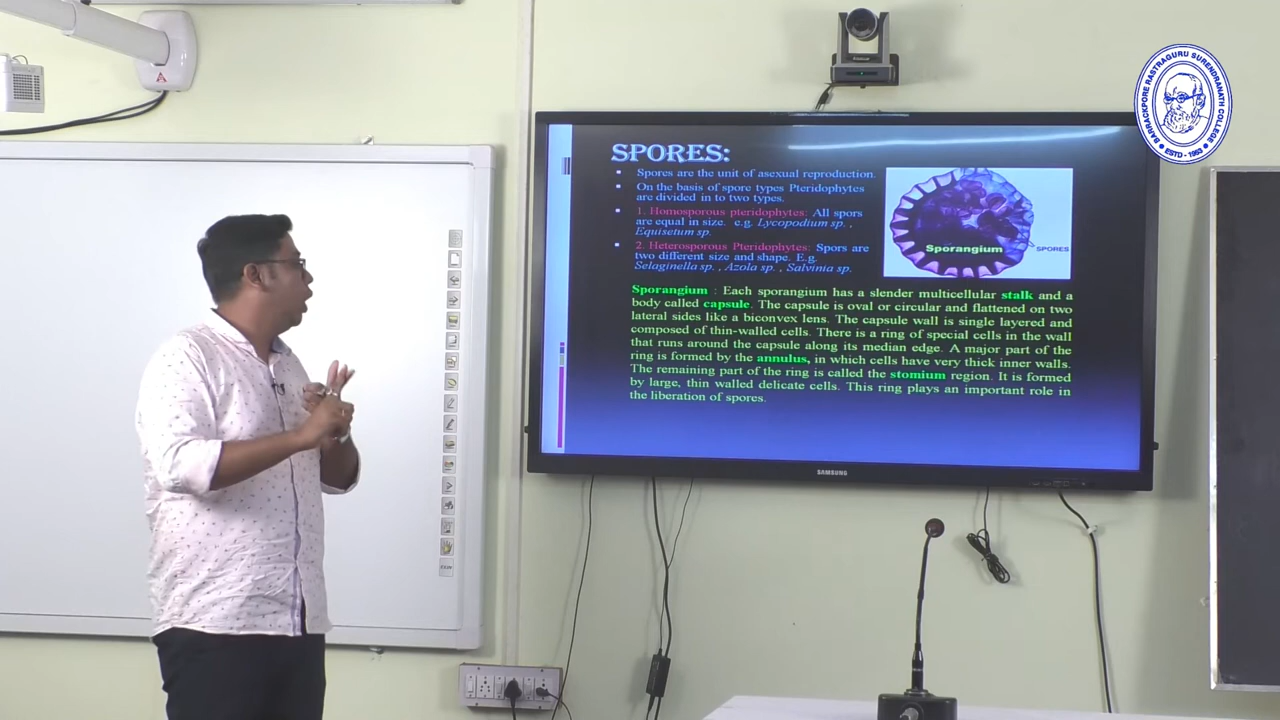 BARRACKPORE RASTRAGURU SURENDRANATH COLLEGE
ESTD - 1953
SPORES:
Spores are the unit of asexual reproduction.
On the basis of spore types Pteridophytes
are divided in to two types.
1. Homosporous pteridophytes: All spors
are equal in size. e.g. Lycopodium sp. ,
Equisetum sp.
2. Heterosporous Pteridophytes: Spors are
two different size and shape. E.g.
Selaginella sp. , Azola sp. , Salvinia sp.
Sporangium
SPORES
Sporangium : Each sporangium has a slender multicellular stalk and a
body called capsule. The capsule is oval or circular and flattened on two
lateral sides like a biconvex lens. The capsule wall is single layered and
composed of thin-walled cells. There is a ring of special cells in the wall
that runs around the capsule along its median edge. A major part of the
ring is formed by the annulus, in which cells have very thick inner walls.
The remaining part of the ring is called the stomium region. It is formed
by large, thin walled delicate cells. This ring plays an important role in
the liberation of spores.
SAMSUNG